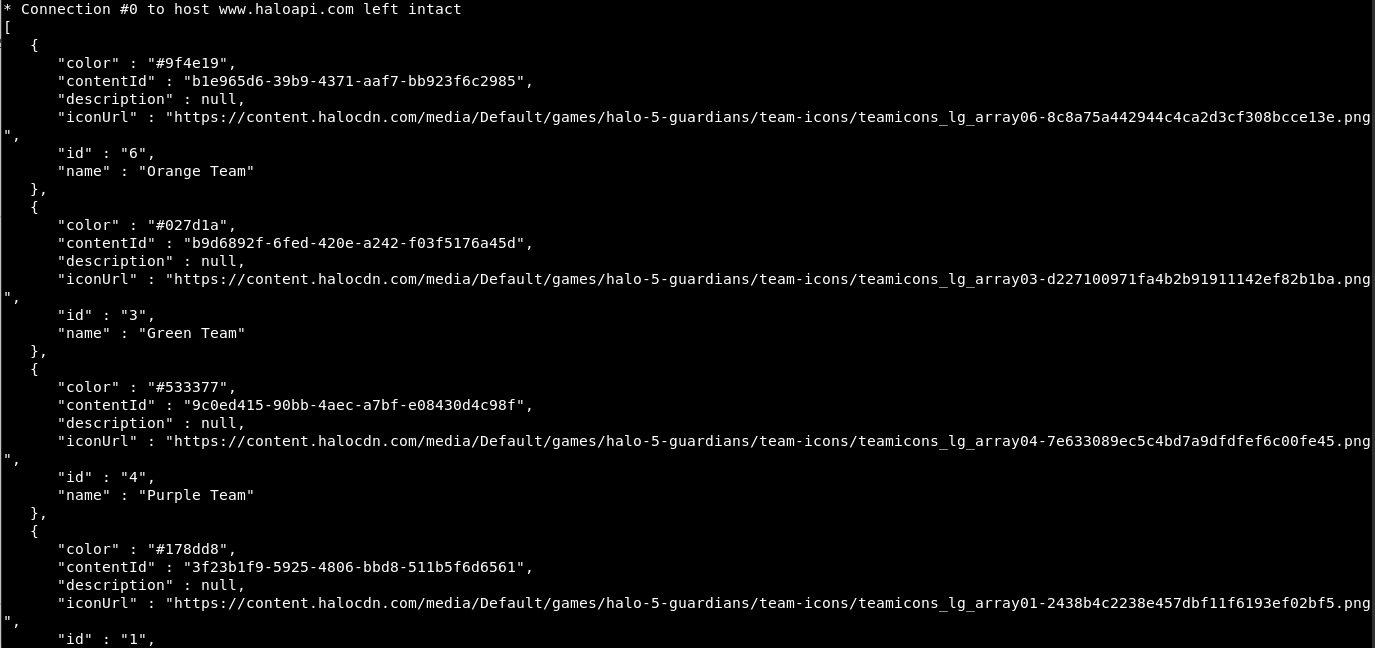 * Connection #0 to host www.haloapi.com left intact
[
   {
      "color" : "#9f4e19",
      "contentId" : "b1e965d6-39b9-4371-aaf7-bb923f6c2985",
      "description" : null,
      "iconUrl" : "https://content.halocdn.com/media/Default/games/halo-5-guardians/team-icons/teamicons_lg_array06-8c8a75a442944c4ca2d3cf308bcce13e.png
",
      "id" : "6",
      "name" : "Orange Team"
   },
   {
      "color" : "#027d1a",
      "contentId" : "b9d6892f-6fed-420e-a242-f03f5176a45d",
      "description" : null,
      "iconUrl" : "https://content.halocdn.com/media/Default/games/halo-5-guardians/team-icons/teamicons_lg_array03-d227100971fa4b2b91911142ef82b1ba.png
",
      "id" : "3",
      "name" : "Green Team"
   },
   {
      "color" : "#533377",
      "contentId" : "9c0ed415-90bb-4aec-a7bf-e08430d4c98f",
      "description" : null,
      "iconUrl" : "https://content.halocdn.com/media/Default/games/halo-5-guardians/team-icons/teamicons_lg_array04-7e633089ec5c4bd7a9dfdfef6c00fe45.png
",
      "id" : "4",
      "name" : "Purple Team"
   },
   {
      "color" : "#178dd8",
      "contentId" : "3f23b1f9-5925-4806-bbd8-511b5f6d6561",
      "description" : null,
      "iconUrl" : "https://content.halocdn.com/media/Default/games/halo-5-guardians/team-icons/teamicons_lg_array01-2438b4c2238e457dbf11f6193ef02bf5.png
",
      "id" : "1",